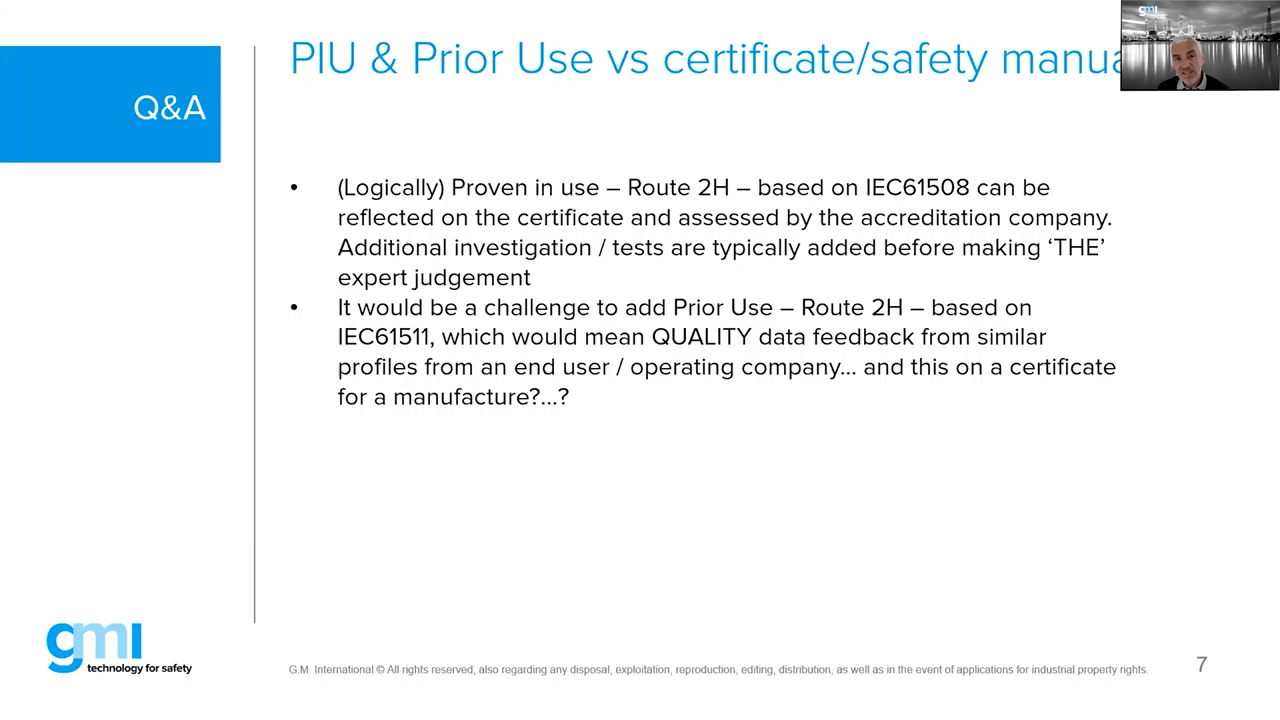 PIU & Prior Use vs certificate/safety manua
gmi
Q&A
• (Logically) Proven in use – Route 2H – based on IEC61508 can be
reflected on the certificate and assessed by the accreditation company.
Additional investigation / tests are typically added before making ‘THE’
expert judgement
• It would be a challenge to add Prior Use – Route 2H – based on
IEC61511, which would mean QUALITY data feedback from similar
profiles from an end user / operating company... and this on a certificate
for a manufacture?...?
gmi
technology for safety
G.M. International © All rights reserved, also regarding any disposal, exploitation, reproduction, editing, distribution, as well as in the event of applications for industrial property rights.
7